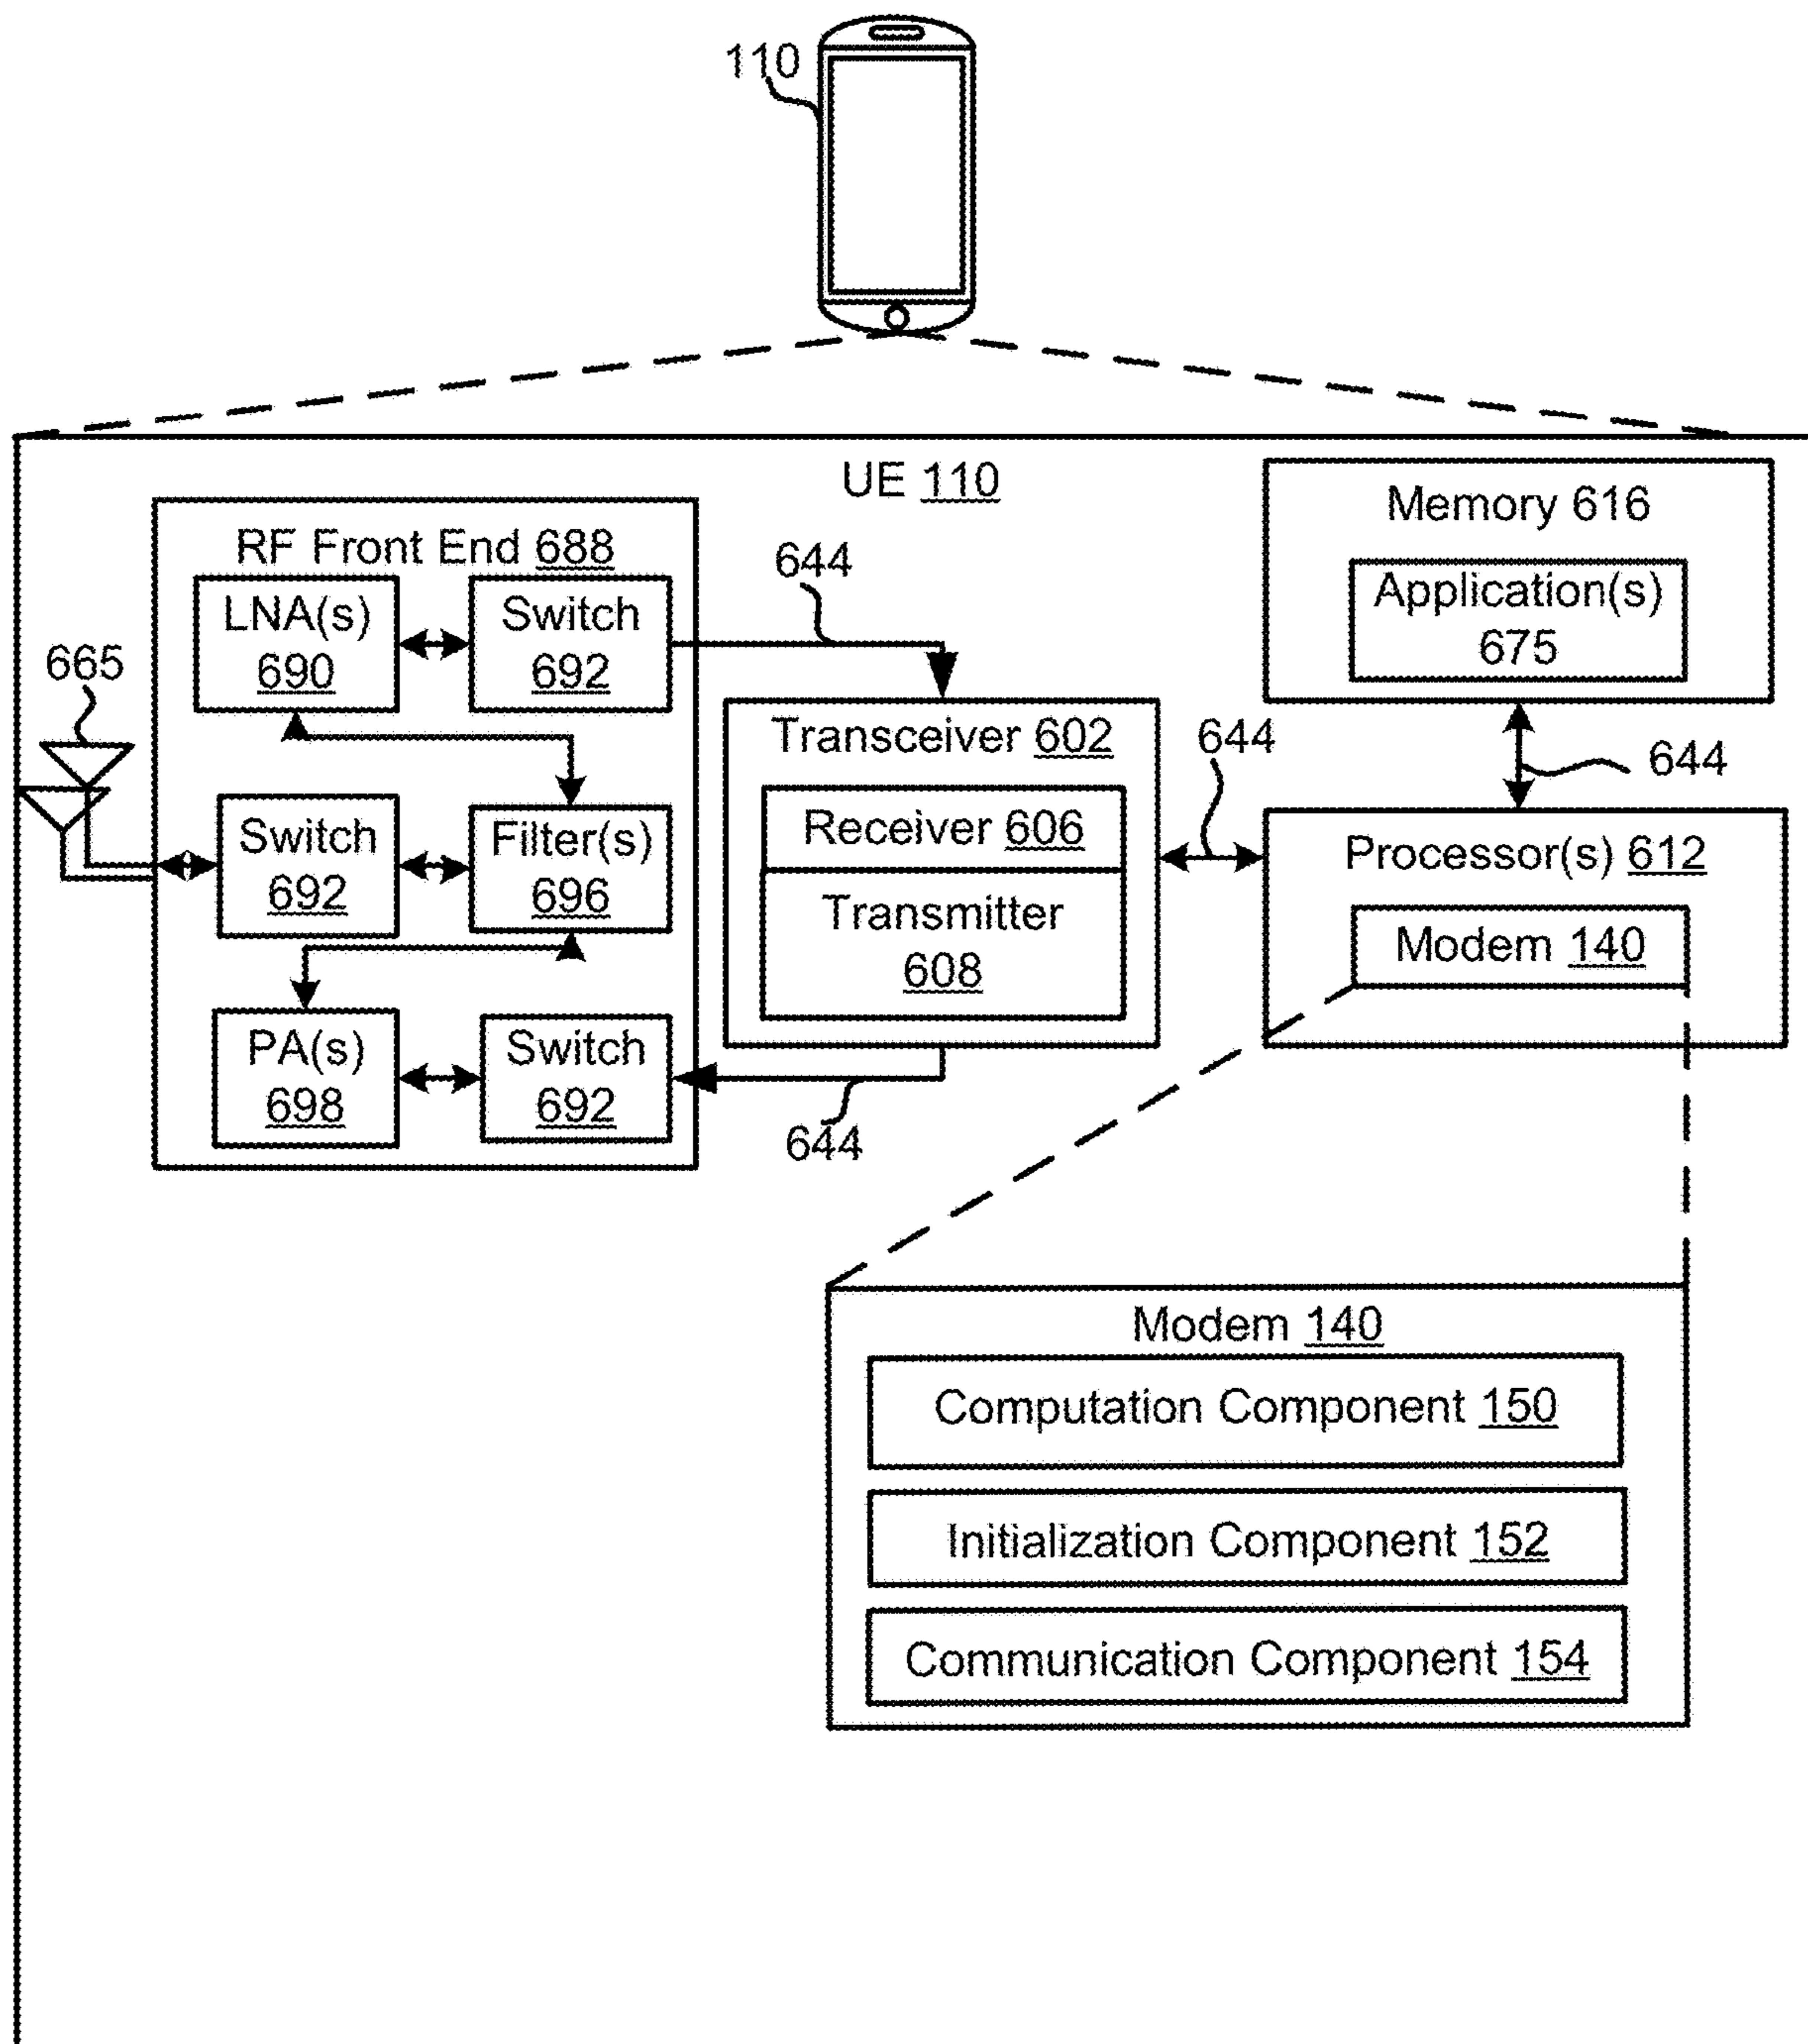 110
UE 110
RF Front End 688
LNA(s)
690
Switch
692
644
665
Switch
692
Filter(s)
696
PA(s)
698
Switch
692
644
Transceiver 602
Receiver 606
Transmitter
608
644
Memory 616
Application(s)
675
644
Processor(s) 612
Modem 140
Modem 140
Computation Component 150
Initialization Component 152
Communication Component 154